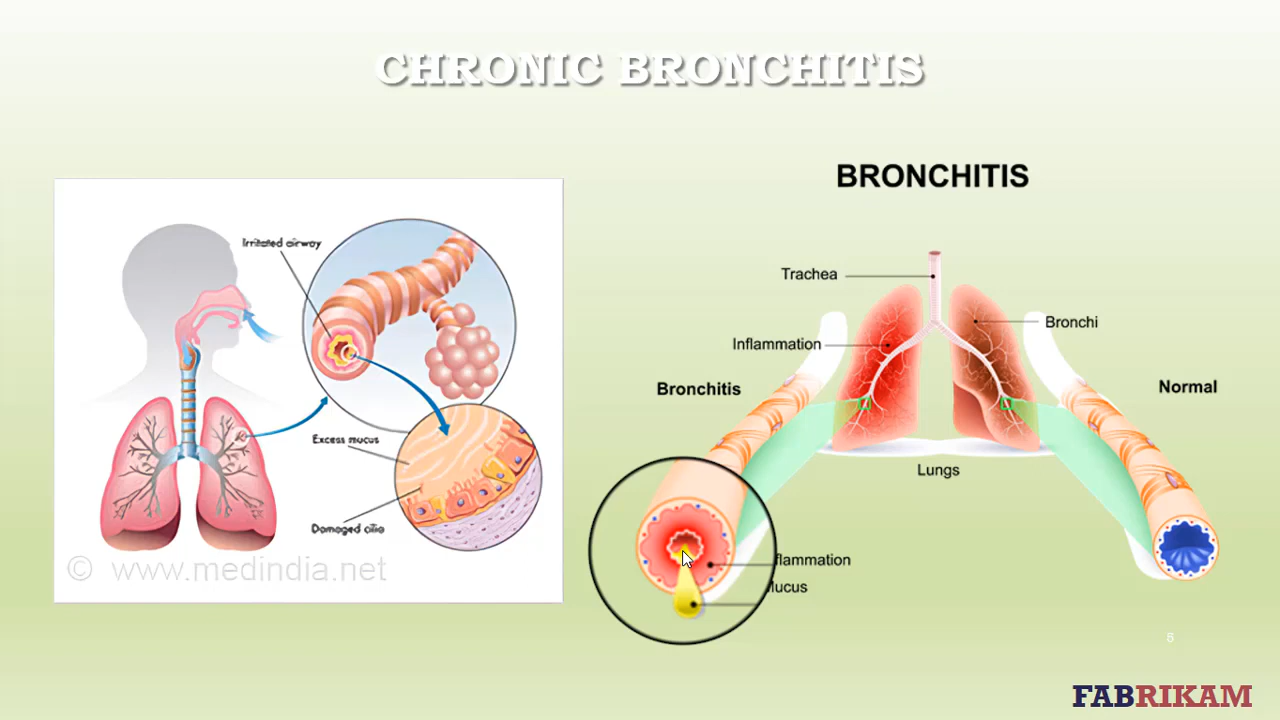 CHRONIC BRONCHITIS
Irritated airway
Excess mucus
Damaged cilia
© www.medindia.net
BRONCHITIS
Trachea
Bronchi
Inflammation
Bronchitis
Normal
Lungs
flammation
Mucus
5
FABRIKAM